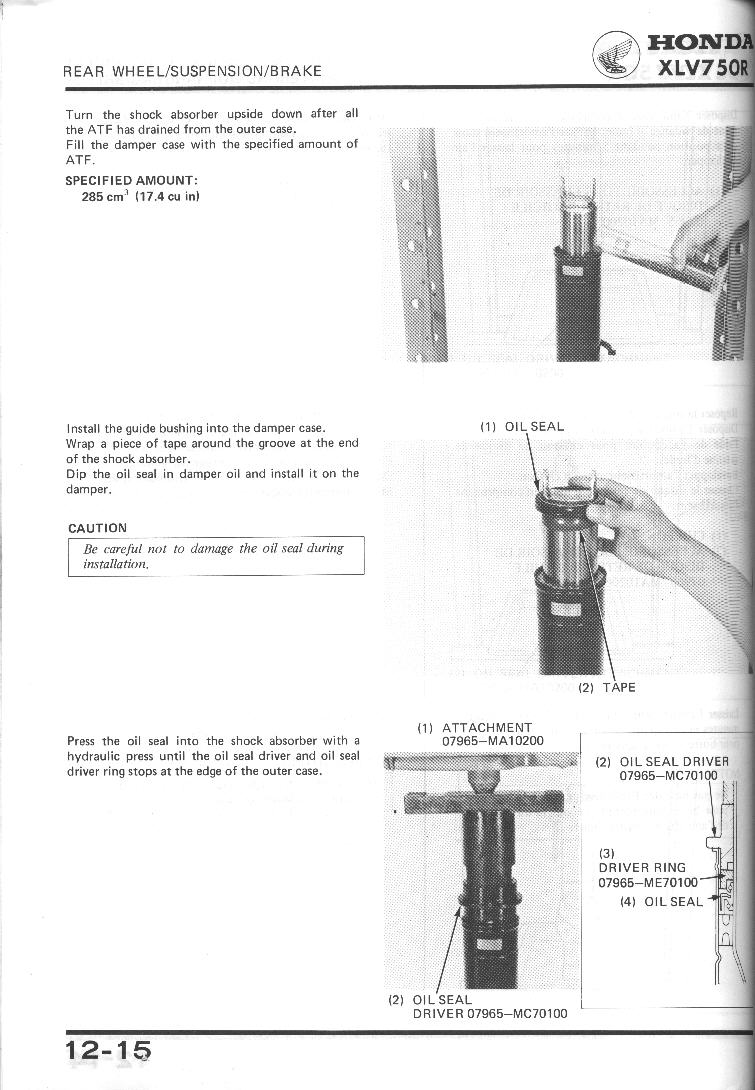 REAR WHEEL/SUSPENSION/BRAKE
HONDA
XLV750R
Turn the shock absorber upside down after all
the ATF has drained from the outer case.
Fill the damper case with the specified amount of
ATF.
SPECIFIED AMOUNT:
285 cm³ (17.4 cu in)
Install the guide bushing into the damper case.
Wrap a piece of tape around the groove at the end
of the shock absorber.
Dip the oil seal in damper oil and install it on the
damper.
CAUTION
Be careful not to damage the oil seal during
installation.
(1) OIL SEAL
(2) TAPE
Press the oil seal into the shock absorber with a
hydraulic press until the oil seal driver and oil seal
driver ring stops at the edge of the outer case.
(1) ATTACHMENT
07965-MA10200
(2) OIL SEAL
DRIVER 07965-MC70100
(2) OIL SEAL DRIVER
07965-MC70100
(3)
DRIVER RING
07965-ME70100
(4) OIL SEAL
12-15